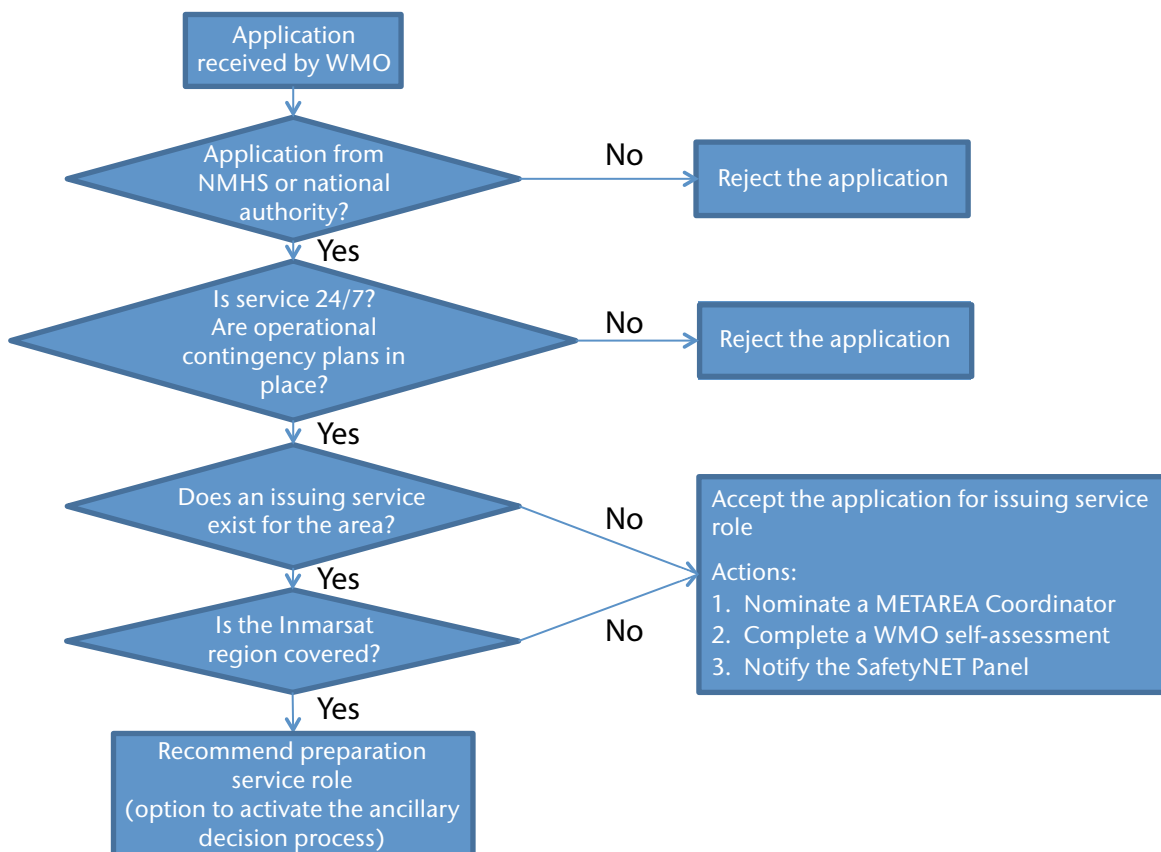 Application
received by WMO
Application from
NMHS or national
authority?
No
Reject the application
Yes
Is service 24/7?
Are operational
contingency plans in
place?
No
Reject the application
Yes
Does an issuing service
exist for the area?
No
Accept the application for issuing service
role
Actions:
1. Nominate a METAREA Coordinator
2. Complete a WMO self-assessment
3. Notify the SafetyNET Panel
Yes
Is the Inmarsat
region covered?
No
Yes
Recommend preparation
service role
(option to activate the ancillary
decision process)